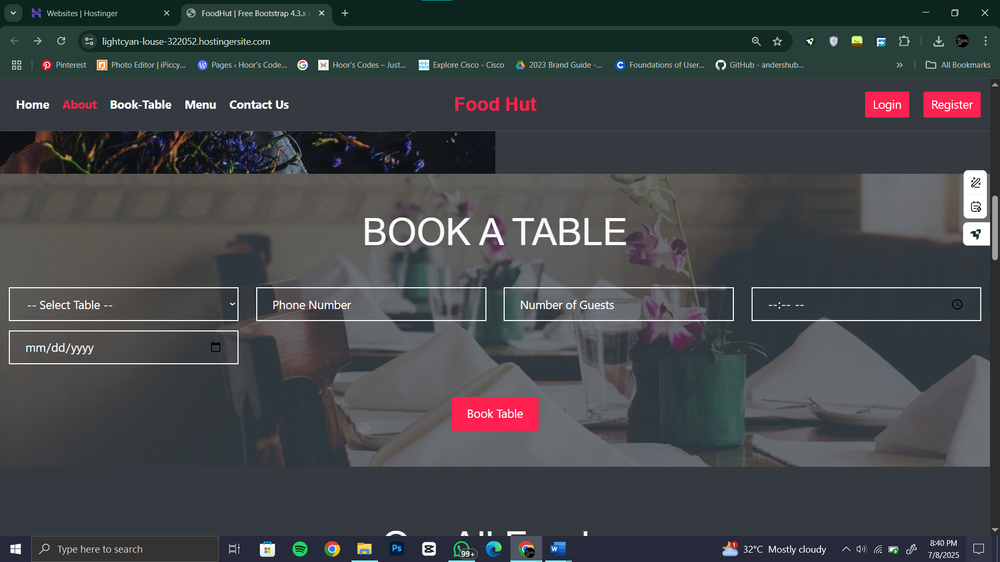 Websites | Hostinger
FoodHut | Free Bootstrap 4.3.x
lightcyan-louse-322052.hostingersite.com
Pinterest
Photo Editor | iPiccy...
Pages ‹ Hoor's Code...
Hoor's Codes – Just...
Explore Cisco - Cisco
2023 Brand Guide -...
Foundations of User...
GitHub - andershub...
All Bookmarks
Home About Book-Table Menu Contact Us
Food Hut
Login Register
BOOK A TABLE
-- Select Table --
Phone Number
Number of Guests
--:-- --
mm/dd/yyyy
Book Table
Type here to search
Ps
99+
W
1
32°C Mostly cloudy
8:40 PM
7/8/2025